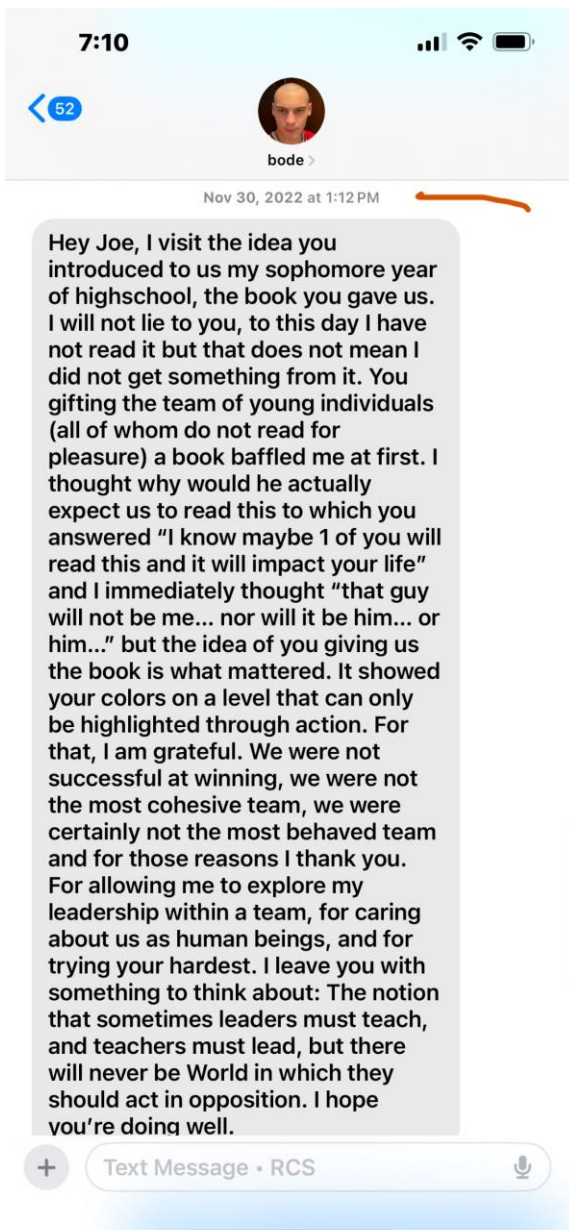 7:10
52
bode
Nov 30, 2022 at 1:12 PM
Hey Joe, I visit the idea you
introduced to us my sophomore year
of highschool, the book you gave us.
I will not lie to you, to this day I have
not read it but that does not mean I
did not get something from it. You
gifting the team of young individuals
(all of whom do not read for
pleasure) a book baffled me at first. I
thought why would he actually
expect us to read this to which you
answered “I know maybe 1 of you will
read this and it will impact your life”
and I immediately thought “that guy
will not be me... nor will it be him... or
him...” but the idea of you giving us
the book is what mattered. It showed
your colors on a level that can only
be highlighted through action. For
that, I am grateful. We were not
successful at winning, we were not
the most cohesive team, we were
certainly not the most behaved team
and for those reasons I thank you.
For allowing me to explore my
leadership within a team, for caring
about us as human beings, and for
trying your hardest. I leave you with
something to think about: The notion
that sometimes leaders must teach,
and teachers must lead, but there
will never be World in which they
should act in opposition. I hope
you’re doing well.
Text Message • RCS